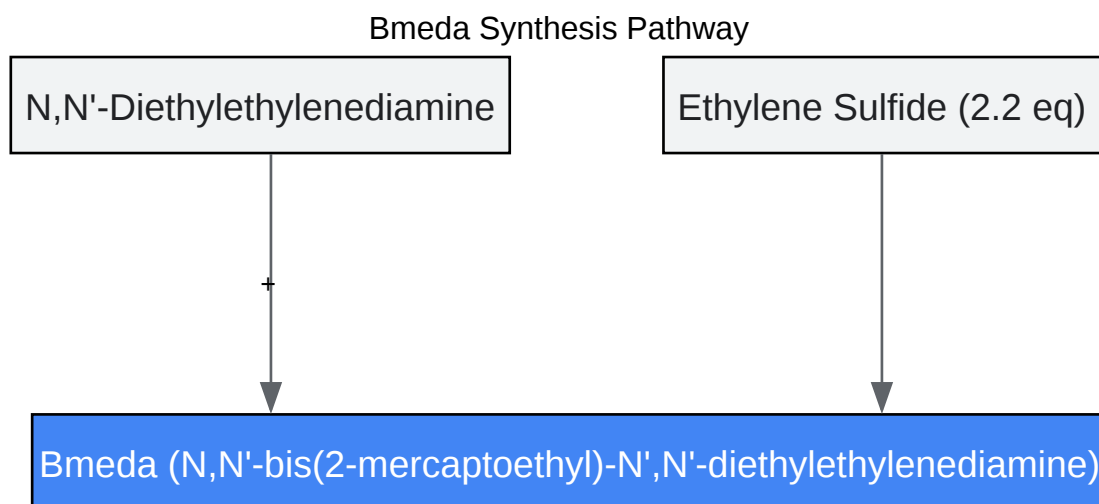 Bmeda Synthesis Pathway
N,N'-Diethylethylenediamine
Ethylene Sulfide (2.2 eq)
+
Bmeda (N,N'-bis(2-mercaptoethyl)-N',N'-diethylethylenediamine)